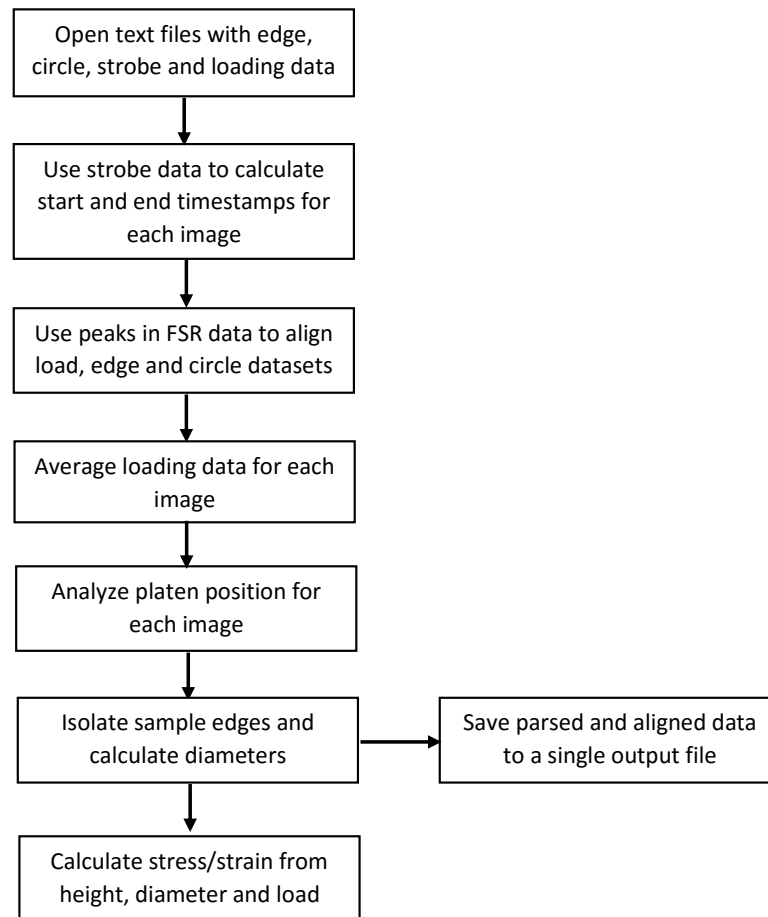 Open text files with edge,
circle, strobe and loading data
Use strobe data to calculate
start and end timestamps for
each image
Use peaks in FSR data to align
load, edge and circle datasets
Average loading data for each
image
Analyze platen position for
each image
Isolate sample edges and
calculate diameters
Save parsed and aligned data
to a single output file
Calculate stress/strain from
height, diameter and load